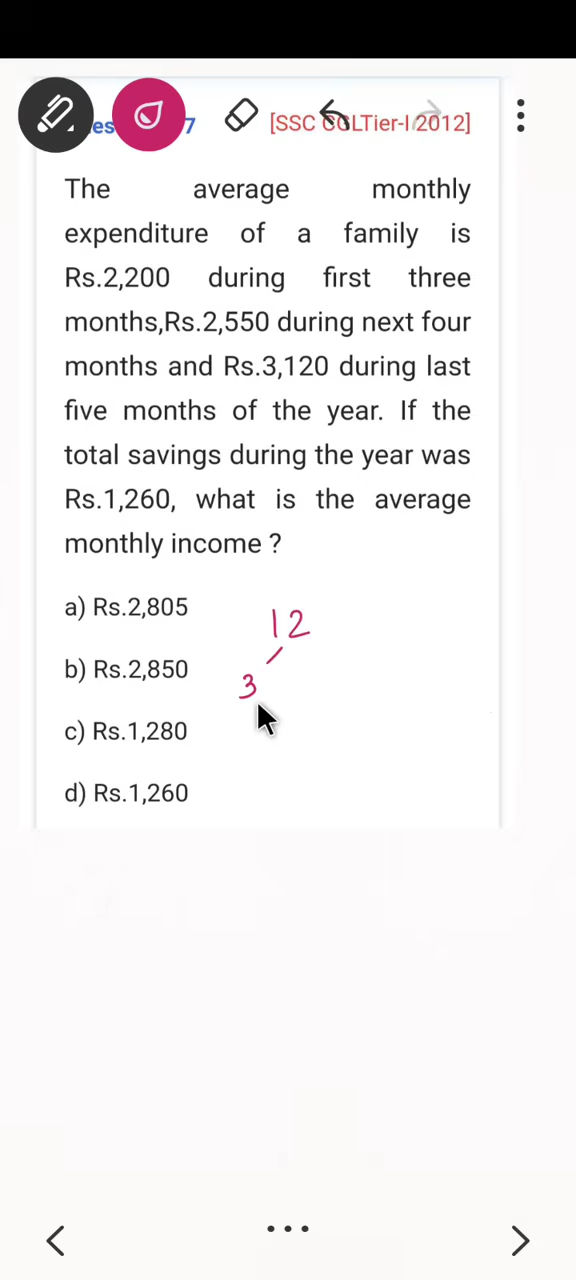 es 7 [SSC CGLTier-I 2012]
The average monthly
expenditure of a family is
Rs.2,200 during first three
months,Rs.2,550 during next four
months and Rs.3,120 during last
five months of the year. If the
total savings during the year was
Rs.1,260, what is the average
monthly income ?
a) Rs.2,805
12
b) Rs.2,850
3
c) Rs.1,280
d) Rs.1,260